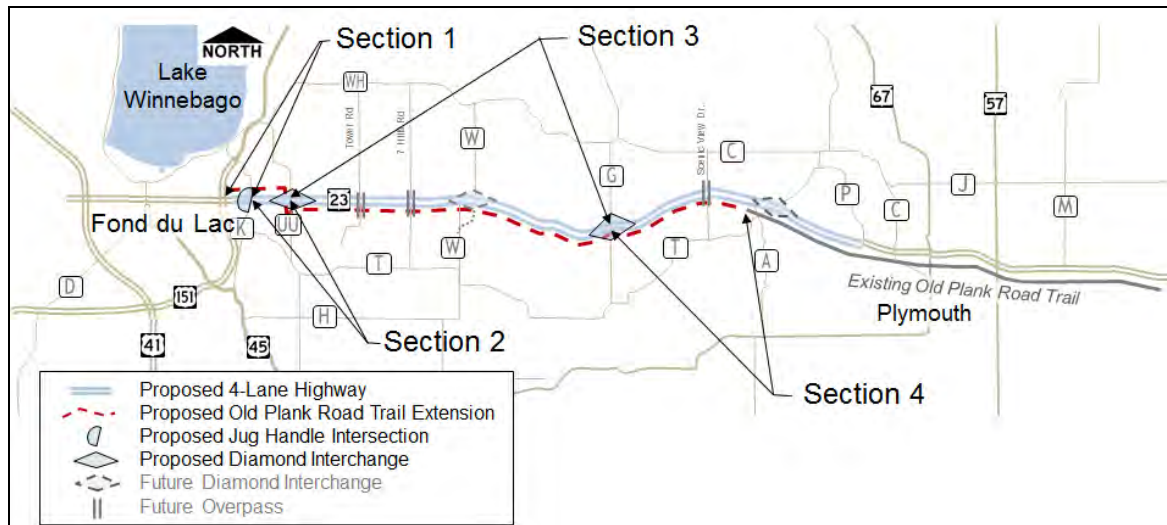 NORTH
Section 1
Section 3
Lake
Winnebago
WH
Tower Rd
7 Hills Rd
W
G
Scenic View Dr.
C
67
57
P
J
C
M
23
Fond du Lac
K
UU
W
T
T
A
D
151
H
41
45
Section 2
Existing Old Plank Road Trail
Plymouth
Section 4
Proposed 4-Lane Highway
Proposed Old Plank Road Trail Extension
Proposed Jug Handle Intersection
Proposed Diamond Interchange
Future Diamond Interchange
Future Overpass